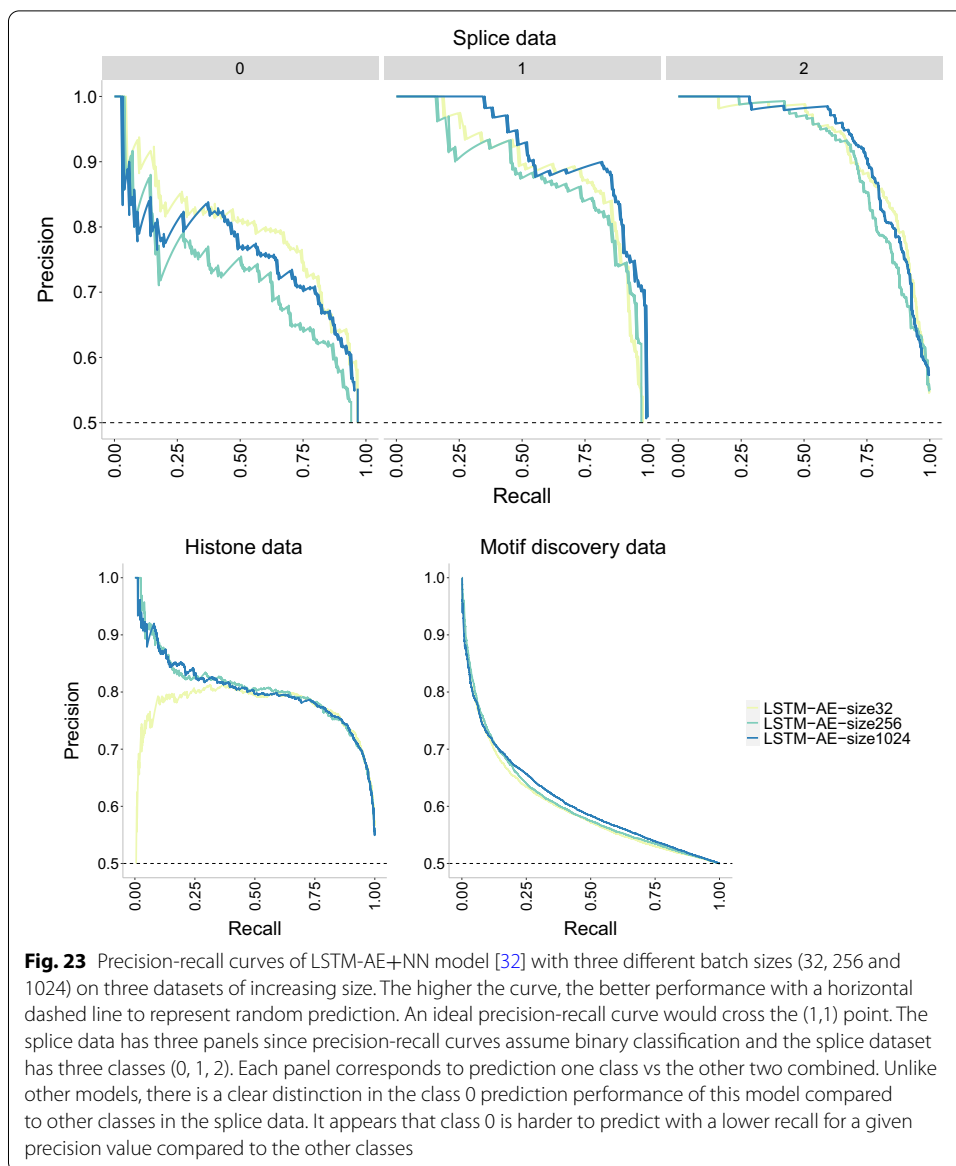 Splice data
0 1 2
1.0
0.9
0.8
0.7
0.6
0.5
Precision
0.00 0.25 0.50 0.75 1.00 0.00 0.25 0.50 0.75 1.00 0.00 0.25 0.50 0.75 1.00
Recall
Histone data
1.0
0.9
0.8
0.7
0.6
0.5
Precision
0.00 0.25 0.50 0.75 1.00
Recall
Motif discovery data
1.0
0.9
0.8
0.7
0.6
0.5
0.00 0.25 0.50 0.75 1.00
Recall
LSTM−AE−size32
LSTM−AE−size256
LSTM−AE−size1024
Fig. 23 Precision-recall curves of LSTM-AE+NN model [32] with three different batch sizes (32, 256 and
1024) on three datasets of increasing size. The higher the curve, the better performance with a horizontal
dashed line to represent random prediction. An ideal precision-recall curve would cross the (1,1) point. The
splice data has three panels since precision-recall curves assume binary classification and the splice dataset
has three classes (0, 1, 2). Each panel corresponds to prediction one class vs the other two combined. Unlike
other models, there is a clear distinction in the class 0 prediction performance of this model compared
to other classes in the splice data. It appears that class 0 is harder to predict with a lower recall for a given
precision value compared to the other classes